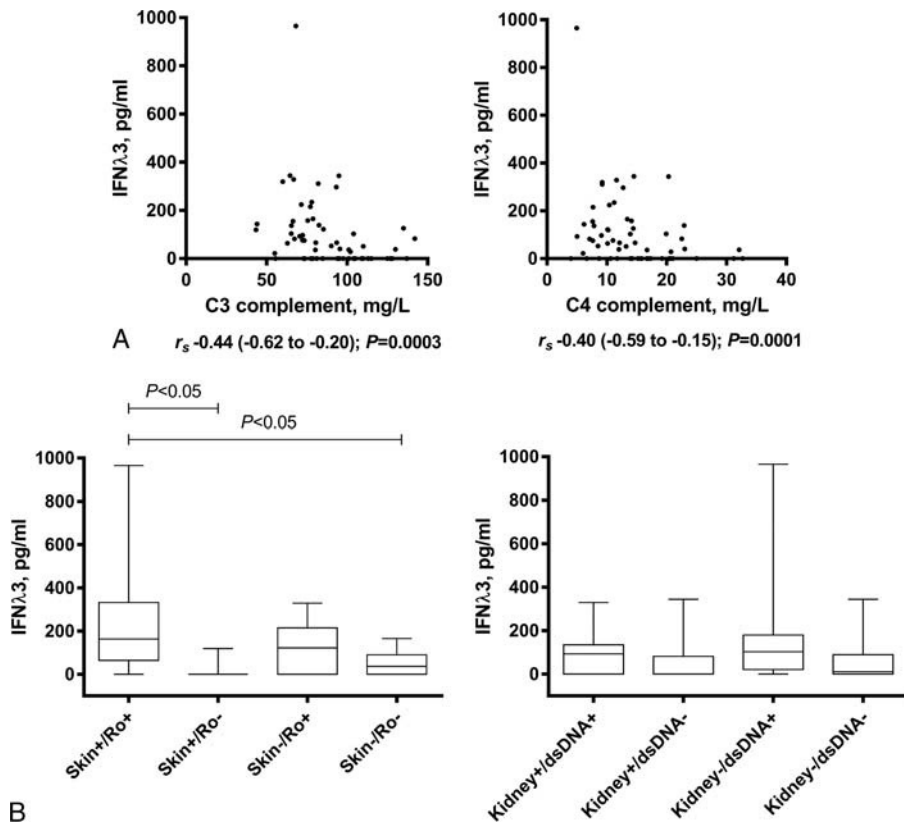 1000
800
600
400
200
0
IFNλ3, pg/ml
0
50
100
150
C3 complement, mg/L
A
rs -0.44 (-0.62 to -0.20); P=0.0003
1000
800
600
400
200
0
IFNλ3, pg/ml
0
10
20
30
40
C4 complement, mg/L
rs -0.40 (-0.59 to -0.15); P=0.0001
P<0.05
P<0.05
1000
800
600
400
200
0
IFNλ3, pg/ml
Skin+/Ro+
Skin+/Ro-
Skin-/Ro+
Skin-/Ro-
1000
800
600
400
200
0
IFNλ3, pg/ml
Kidney+/dsDNA+
Kidney+/dsDNA-
Kidney-/dsDNA+
Kidney-/dsDNA-
B